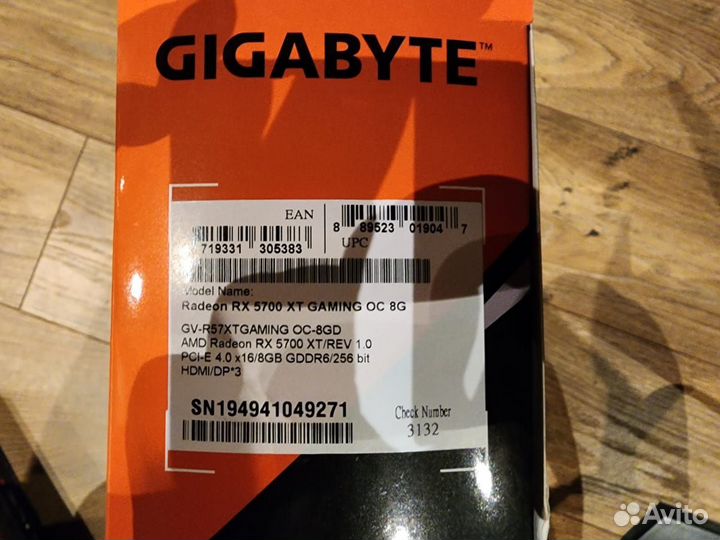 GIGABYTE™
EAN
719331 305383
8 89523 01904 7
UPC
Model Name:
Radeon RX 5700 XT GAMING OC 8G
GV-R57XTGAMING OC-8GD
AMD Radeon RX 5700 XT/REV 1.0
PCI-E 4.0 x16/8GB GDDR6/256 bit
HDMI/DP*3
SN194941049271
Check Number
3132
Avito